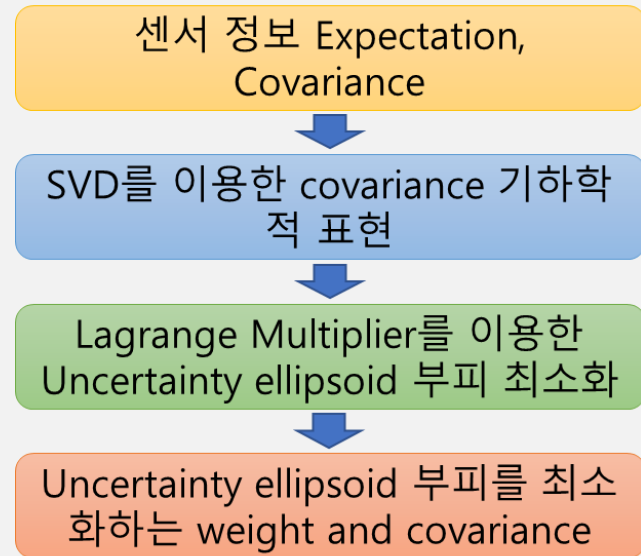 센서 정보 Expectation,
Covariance
SVD를 이용한 covariance 기하학
적 표현
Lagrange Multiplier를 이용한
Uncertainty ellipsoid 부피 최소화
Uncertainty ellipsoid 부피를 최소
화하는 weight and covariance